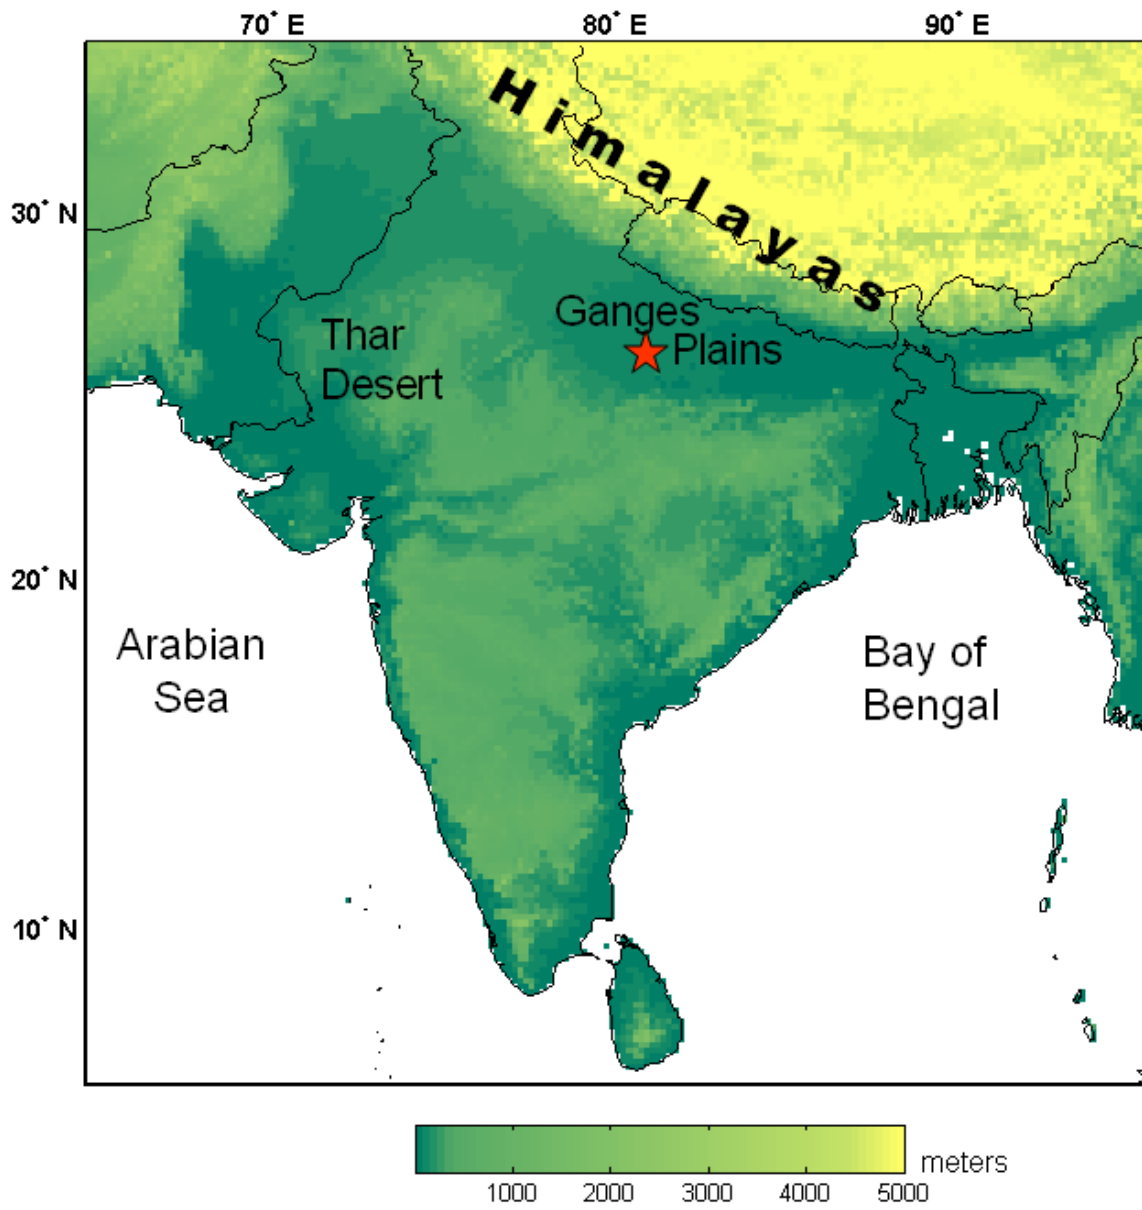 70° E 80° E 90° E
Himalayas
30° N
Ganges
Plains
Thar
Desert
20° N
Arabian
Sea
Bay of
Bengal
10° N
meters
1000 2000 3000 4000 5000